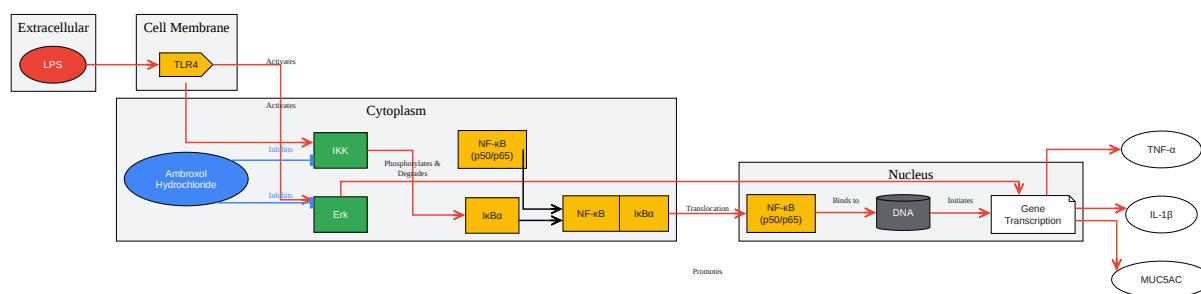 Extracellular
Cell Membrane
LPS
TLR4
Activates
Activates
Cytoplasm
Inhibits
IKK
NF-κB
(p50/p65)
Phosphorylates &
Degrades
Ambroxol
Hydrochloride
Inhibits
Erk
IκBα
NF-κB
IκBα
Translocation
Nucleus
NF-κB
(p50/p65)
Binds to
DNA
Initiates
Gene
Transcription
TNF-α
IL-1β
MUC5AC
Promotes